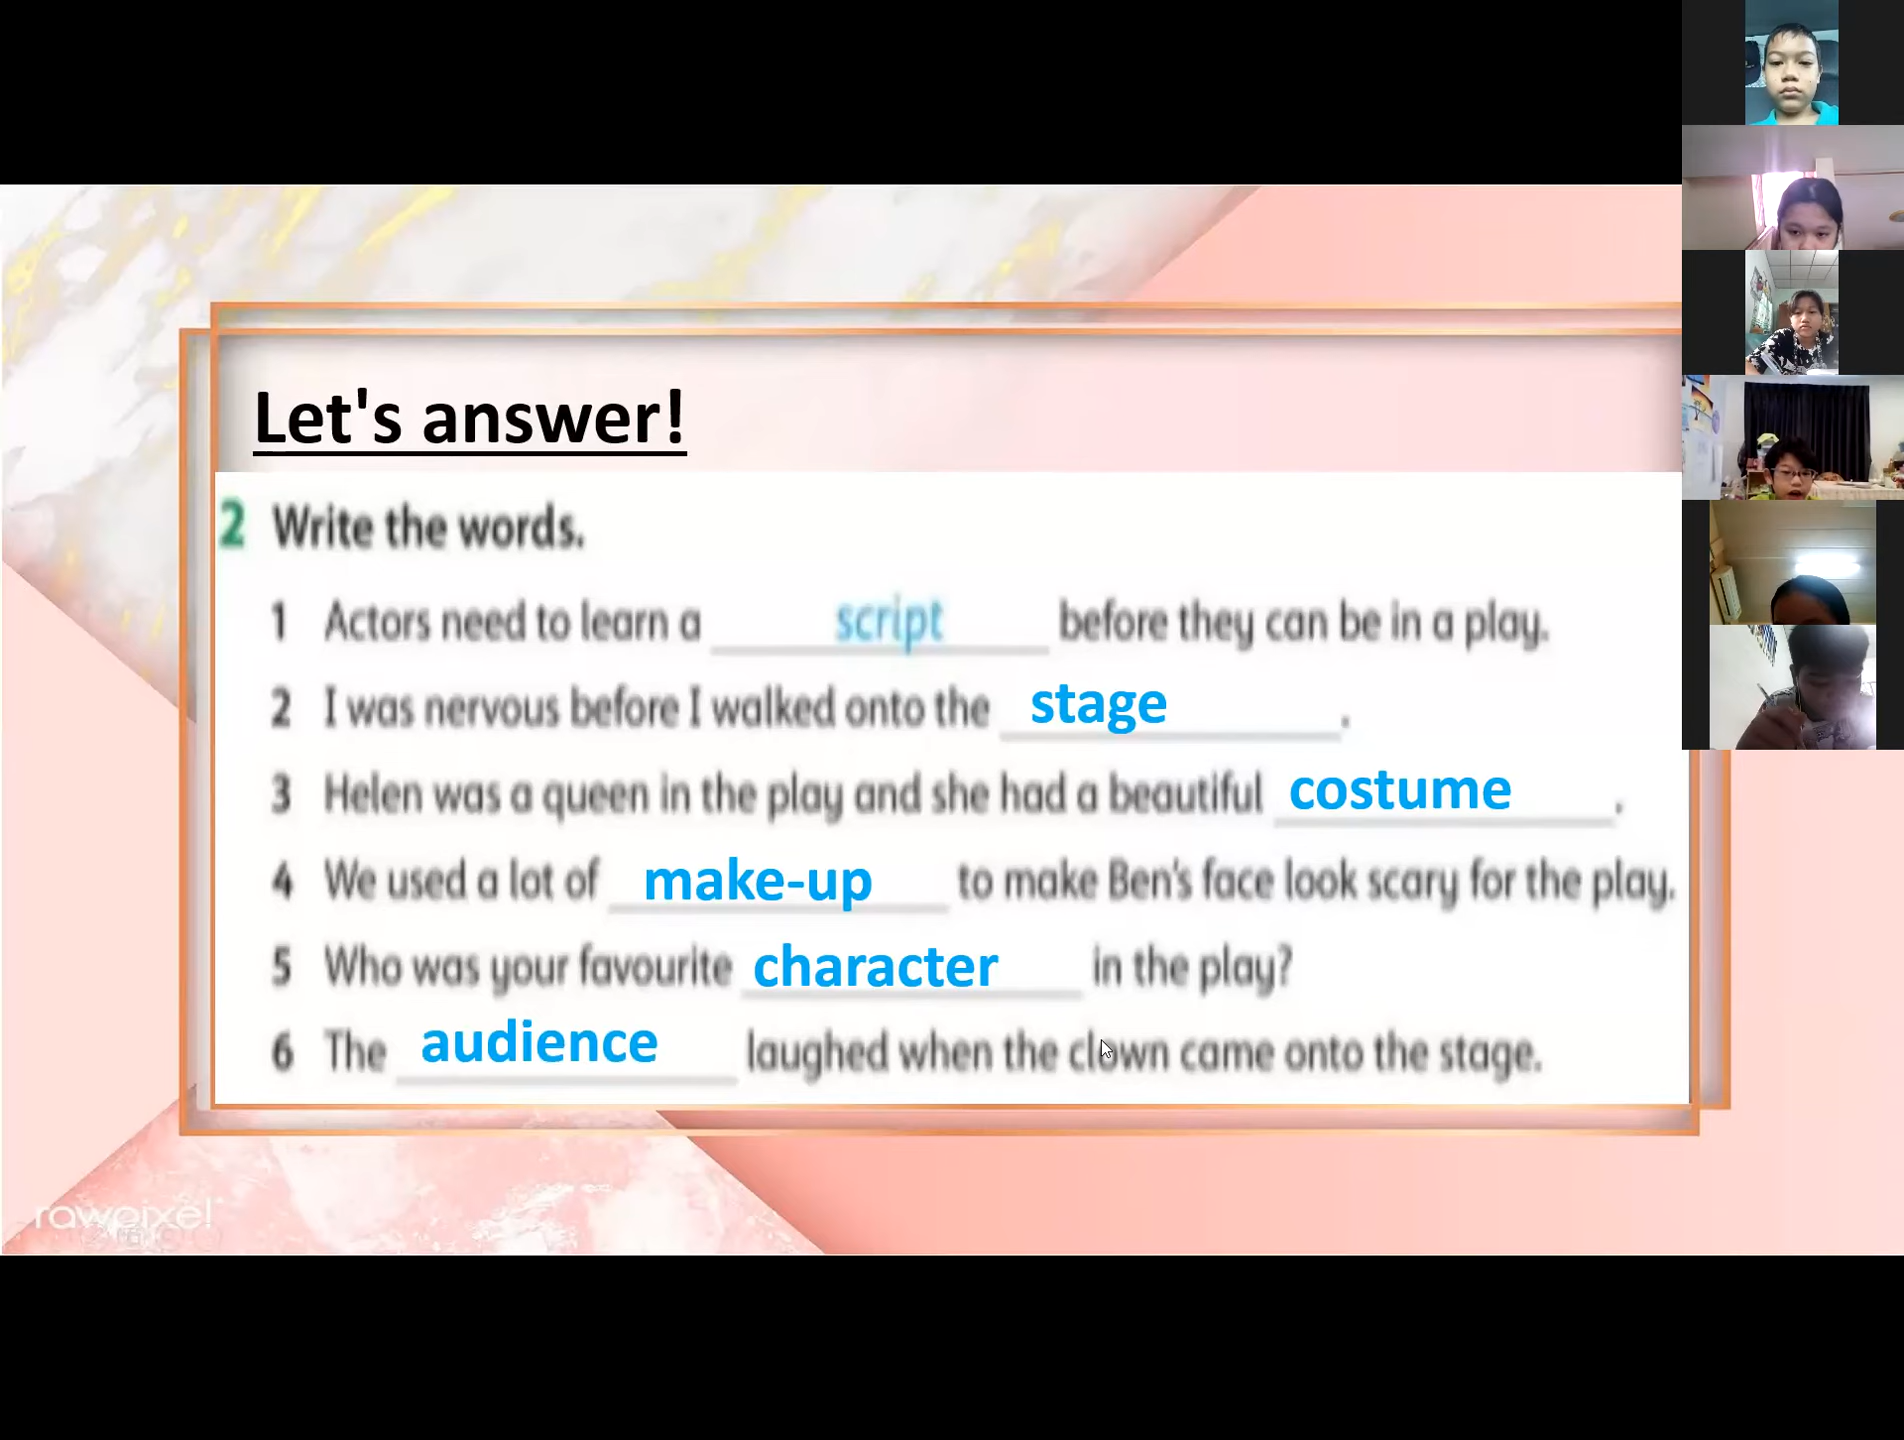 Let's answer!
2 Write the words.
1 Actors need to learn a script before they can be in a play.
2 I was nervous before I walked onto the stage.
3 Helen was a queen in the play and she had a beautiful costume.
4 We used a lot of make-up to make Ben's face look scary for the play.
5 Who was your favourite character in the play?
6 The audience laughed when the clown came onto the stage.
rawpixel